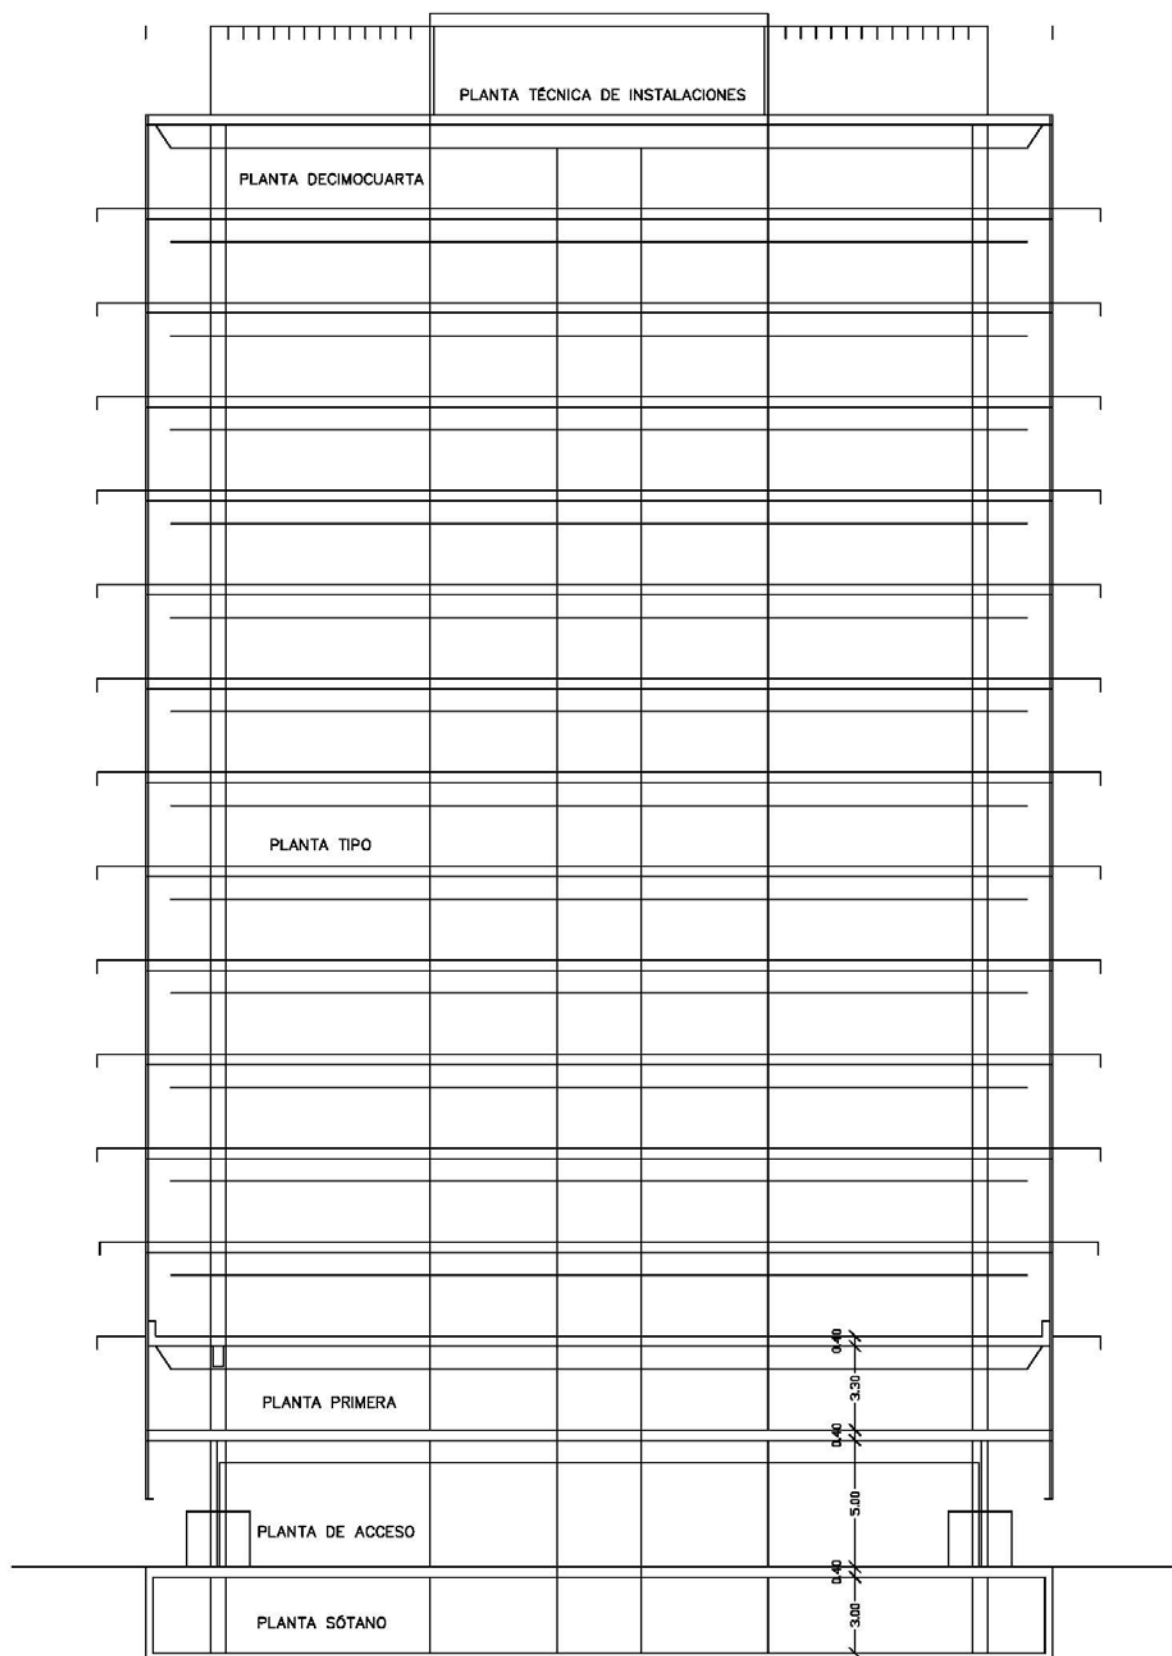 PLANTA TÉCNICA DE INSTALACIONES
PLANTA DECIMOCUARTA
PLANTA TIPO
0.40
3.30
PLANTA PRIMERA
0.40
5.00
PLANTA DE ACCESO
0.40
3.00
PLANTA SÓTANO